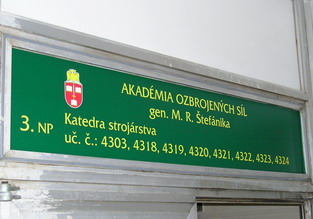 AKADÉMIA OZBROJENÝCH SÍL
gen. M. R. Štefánika
3. NP
Katedra strojárstva
uč. č.: 4303, 4318, 4319, 4320, 4321, 4322, 4323, 4324